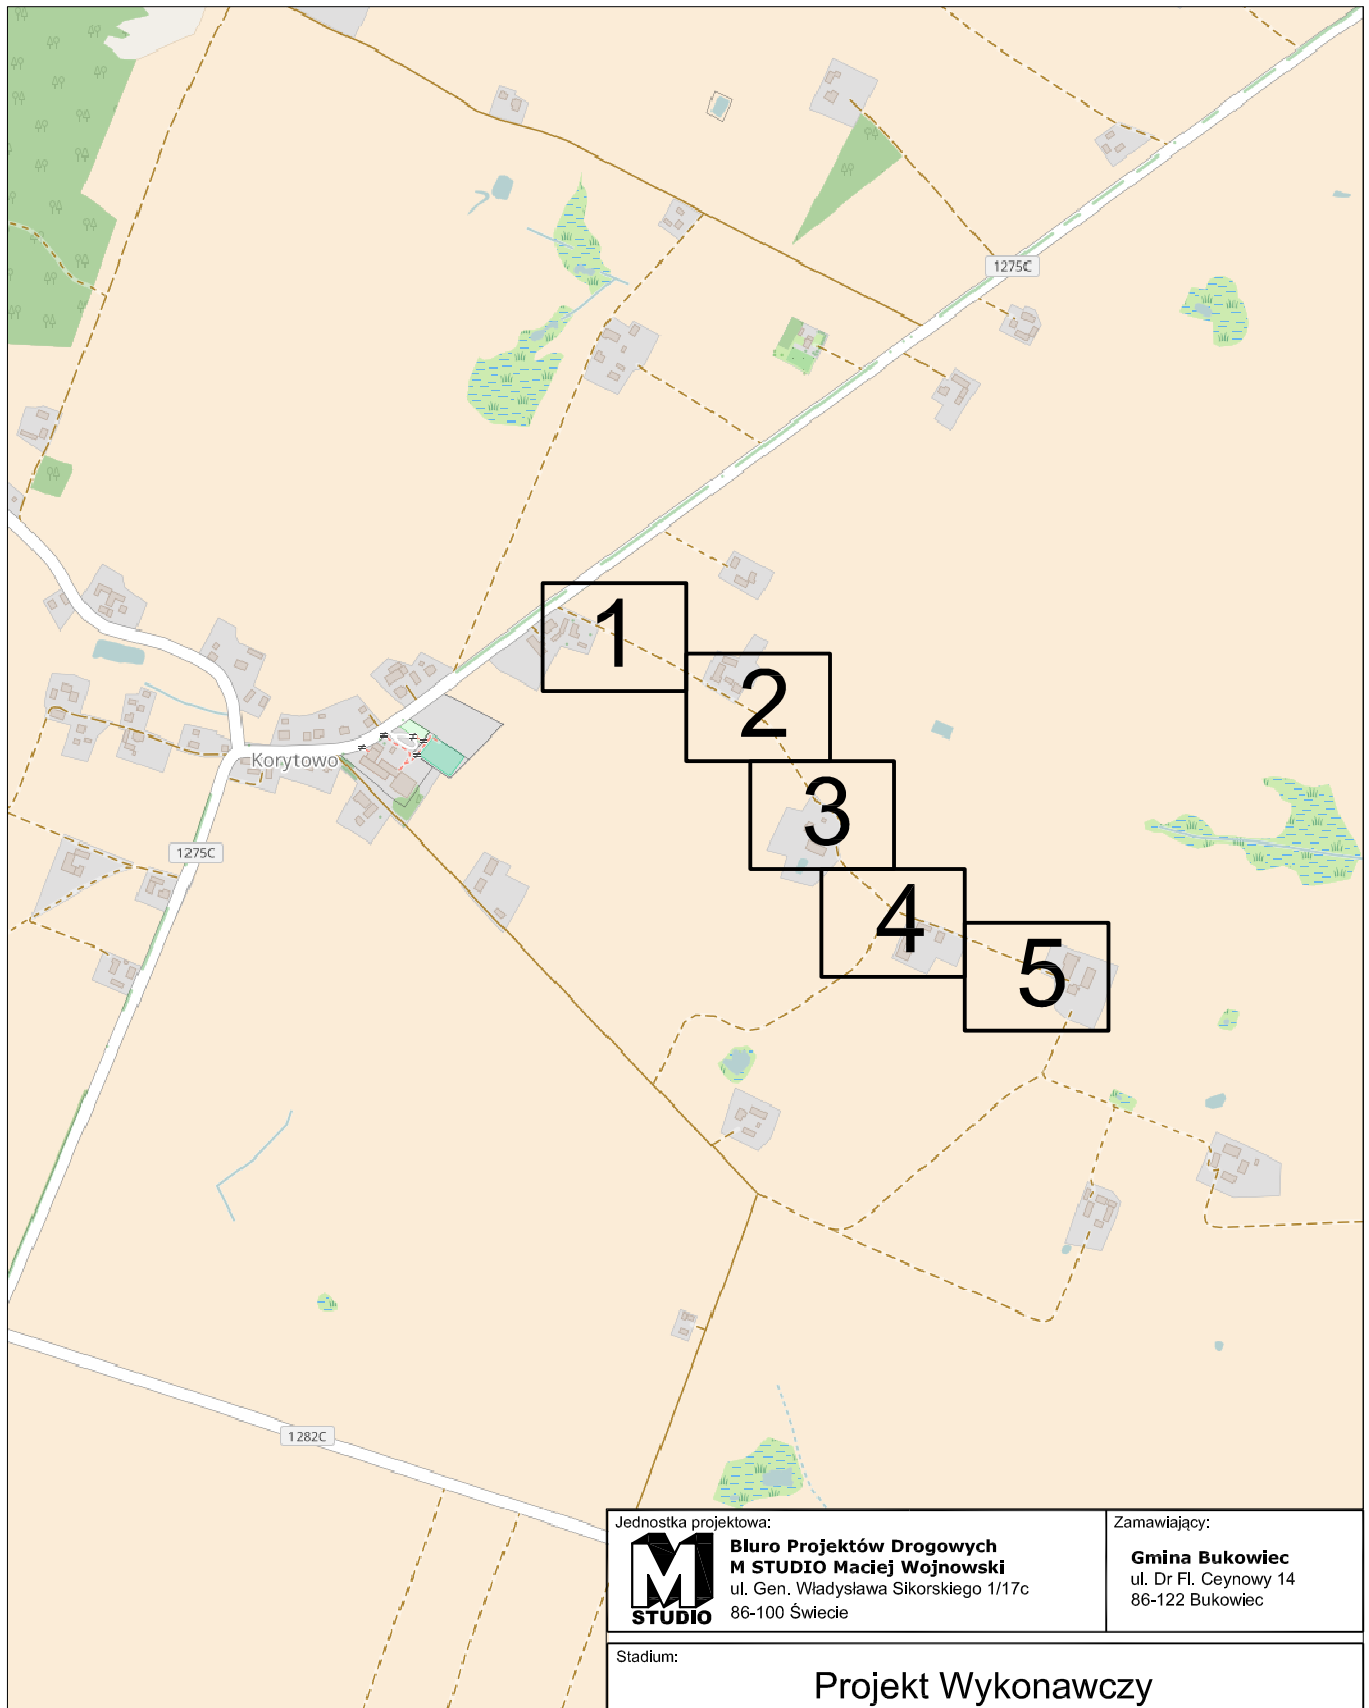 1275C
1
2
Korytowo
3
1275C
4
5
1282C
Jednostka projektowa:
M
STUDIO
Biuro Projektów Drogowych
M STUDIO Maciej Wojnowski
ul. Gen. Władysława Sikorskiego 1/17c
86-100 Świecie
Zamawiający:
Gmina Bukowiec
ul. Dr Fl. Ceynowy 14
86-122 Bukowiec
Stadium:
Projekt Wykonawczy